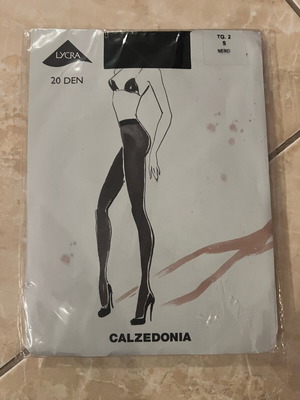 LYCRA
20 DEN
TG. 2
S
NERO
CALZEDONIA